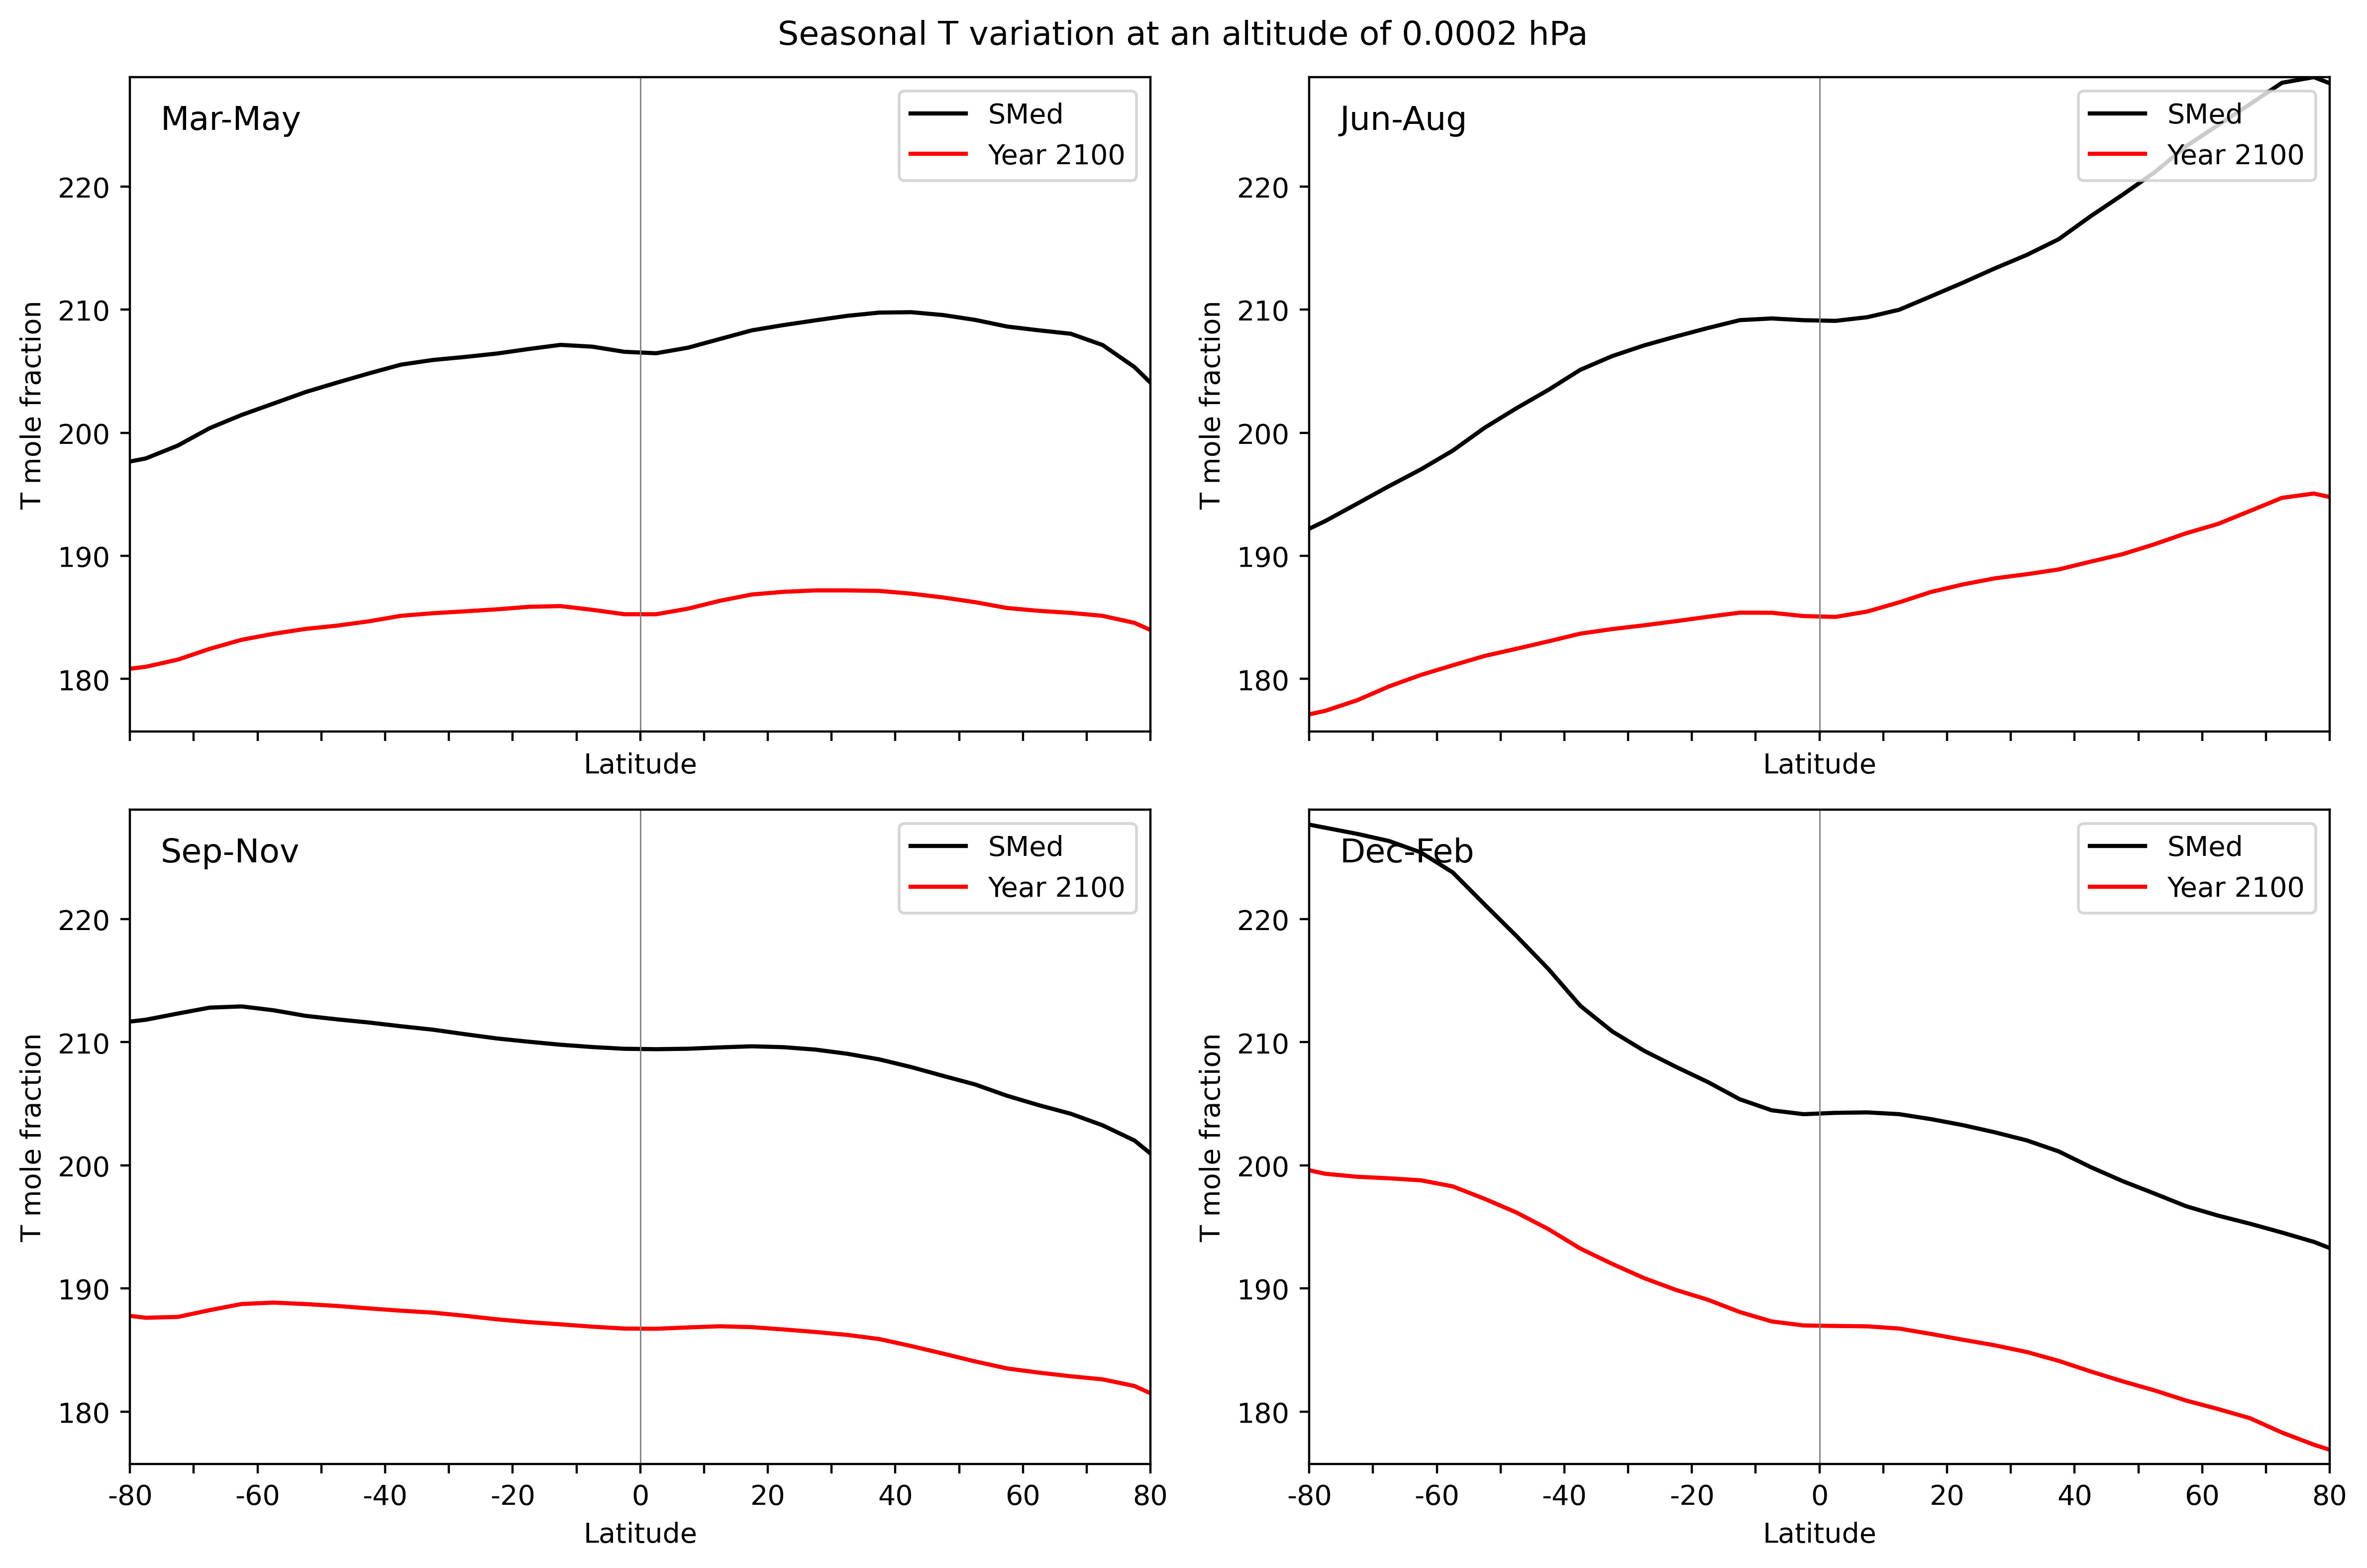 Seasonal T variation at an altitude of 0.0002 hPa
Mar-May
SMed
Year 2100
220
210
200
190
180
T mole fraction
Latitude
Jun-Aug
SMed
Year 2100
220
210
200
190
180
T mole fraction
Latitude
Sep-Nov
SMed
Year 2100
220
210
200
190
180
T mole fraction
-80 -60 -40 -20 0 20 40 60 80
Latitude
Dec-Feb
SMed
Year 2100
220
210
200
190
180
T mole fraction
-80 -60 -40 -20 0 20 40 60 80
Latitude